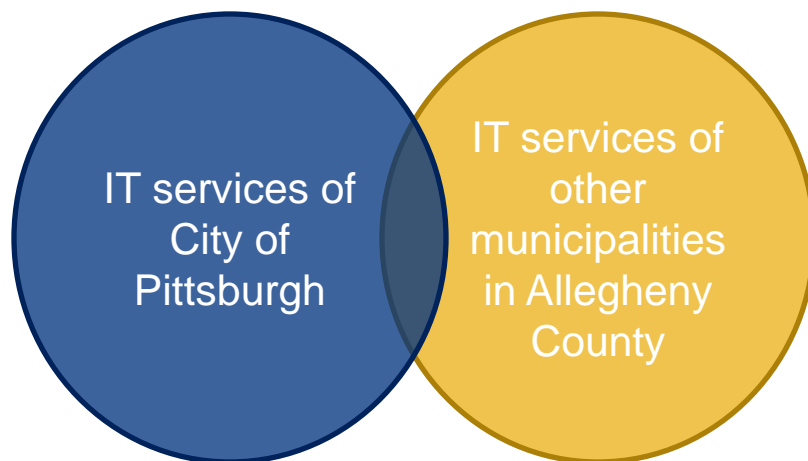 IT services of
City of
Pittsburgh
IT services of
other
municipalities
in Allegheny
County